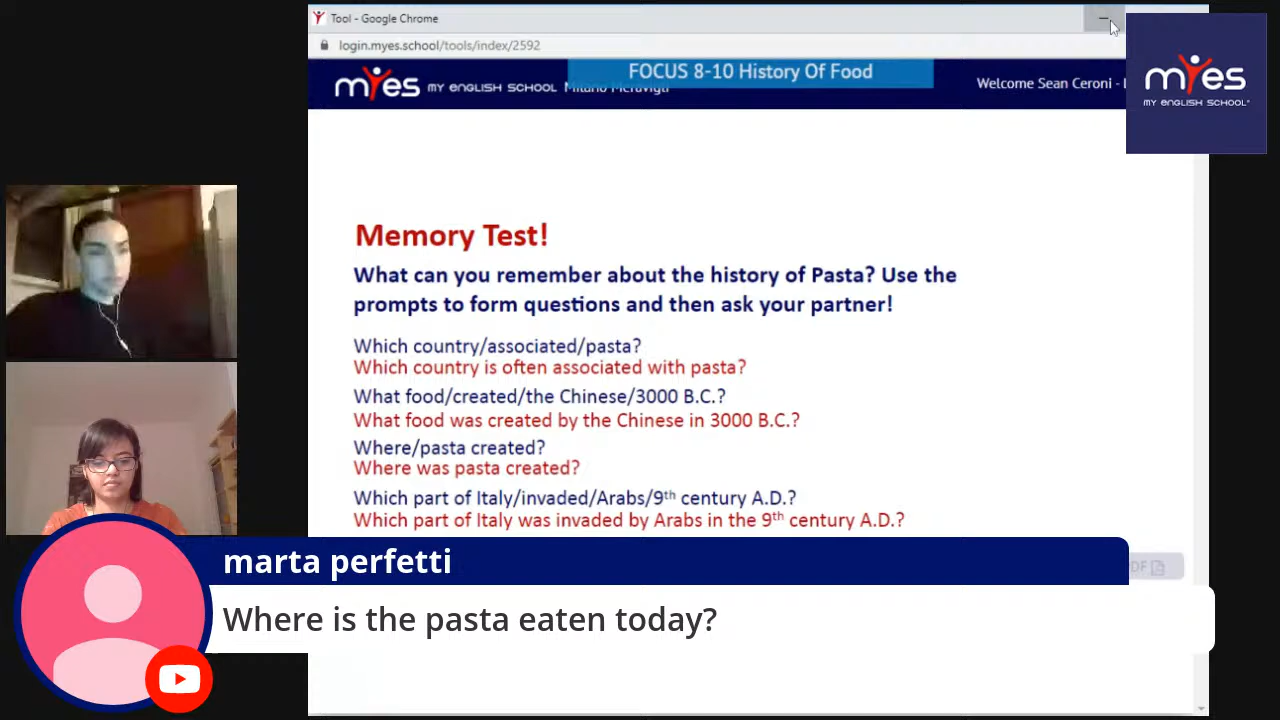 Tool - Google Chrome
login.myes.school/tools/index/2592
FOCUS 8-10 History Of Food
myes MY ENGLISH SCHOOL Milano Meravigli
Welcome Sean Ceroni -
myes
MY ENGLISH SCHOOL
Memory Test!
What can you remember about the history of Pasta? Use the
prompts to form questions and then ask your partner!
Which country/associated/pasta?
Which country is often associated with pasta?
What food/created/the Chinese/3000 B.C.?
What food was created by the Chinese in 3000 B.C.?
Where/pasta created?
Where was pasta created?
Which part of Italy/invaded/Arabs/9th century A.D.?
Which part of Italy was invaded by Arabs in the 9th century A.D.?
marta perfetti
Where is the pasta eaten today?